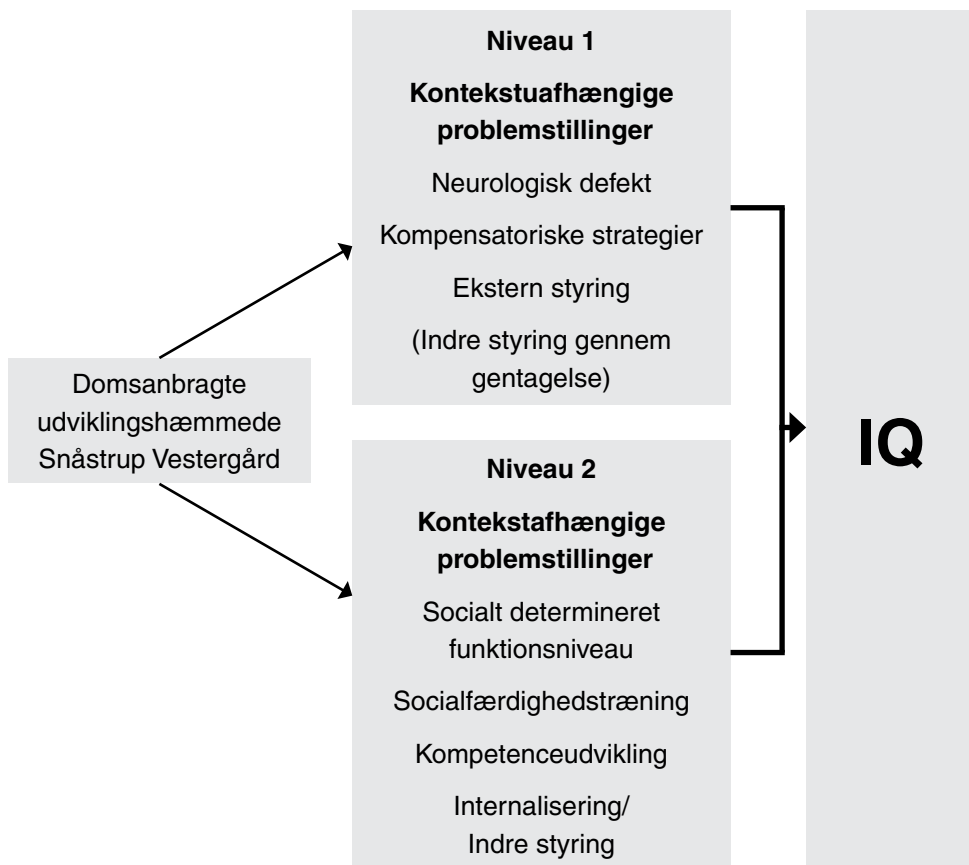 Niveau 1
Kontekstuafhængige
problemstillinger
Neurologisk defekt
Kompensatoriske strategier
Ekstern styring
(Indre styring gennem
gentagelse)
Domsanbragte
udviklingshæmmede
Snåstrup Vestergård
Niveau 2
Kontekstafhængige
problemstillinger
Socialt determineret
funktionsniveau
Socialfærdighedstræning
Kompetenceudvikling
Internalisering/
Indre styring
IQ